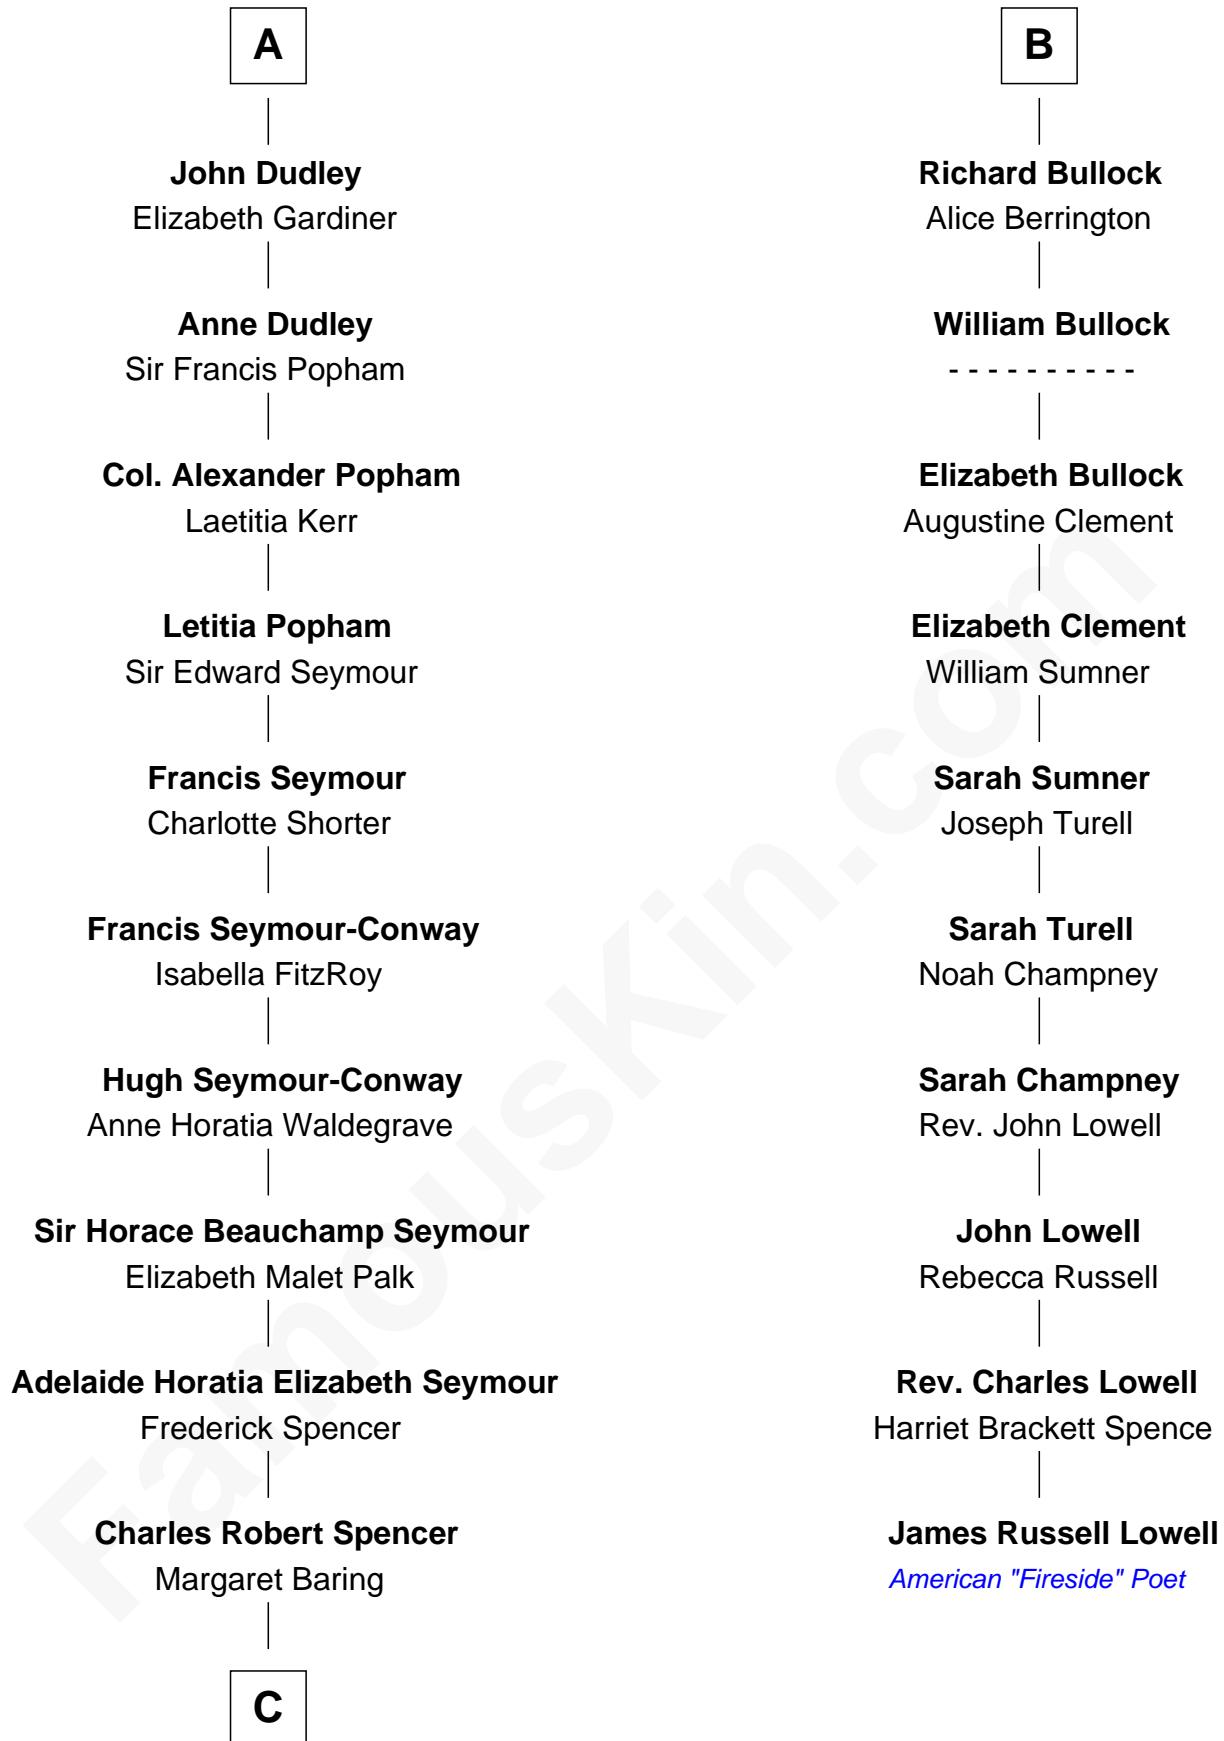 A
John Dudley
Elizabeth Gardiner
Anne Dudley
Sir Francis Popham
Col. Alexander Popham
Laetitia Kerr
Letitia Popham
Sir Edward Seymour
Francis Seymour
Charlotte Shorter
Francis Seymour-Conway
Isabella FitzRoy
Hugh Seymour-Conway
Anne Horatia Waldegrave
Sir Horace Beauchamp Seymour
Elizabeth Malet Palk
Adelaide Horatia Elizabeth Seymour
Frederick Spencer
Charles Robert Spencer
Margaret Baring
C
B
Richard Bullock
Alice Berrington
William Bullock
- - - - - - - - - -
Elizabeth Bullock
Augustine Clement
Elizabeth Clement
William Sumner
Sarah Sumner
Joseph Turell
Sarah Turell
Noah Champney
Sarah Champney
Rev. John Lowell
John Lowell
Rebecca Russell
Rev. Charles Lowell
Harriet Brackett Spence
James Russell Lowell
American "Fireside" Poet
FamousKin.com